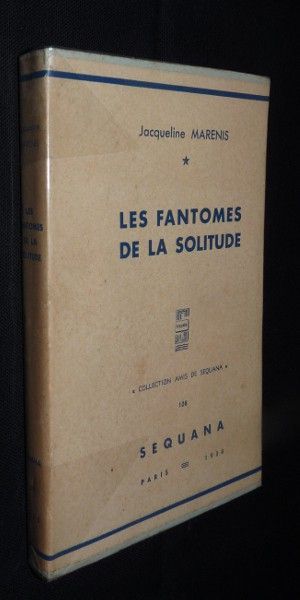 Jacqueline MARENIS
★
LES FANTOMES
DE LA SOLITUDE
• COLLECTION AMIS DE SEQUANA •
SEQUANA
PARIS
LES
FANTOMES
DE LA
SOLITUDE